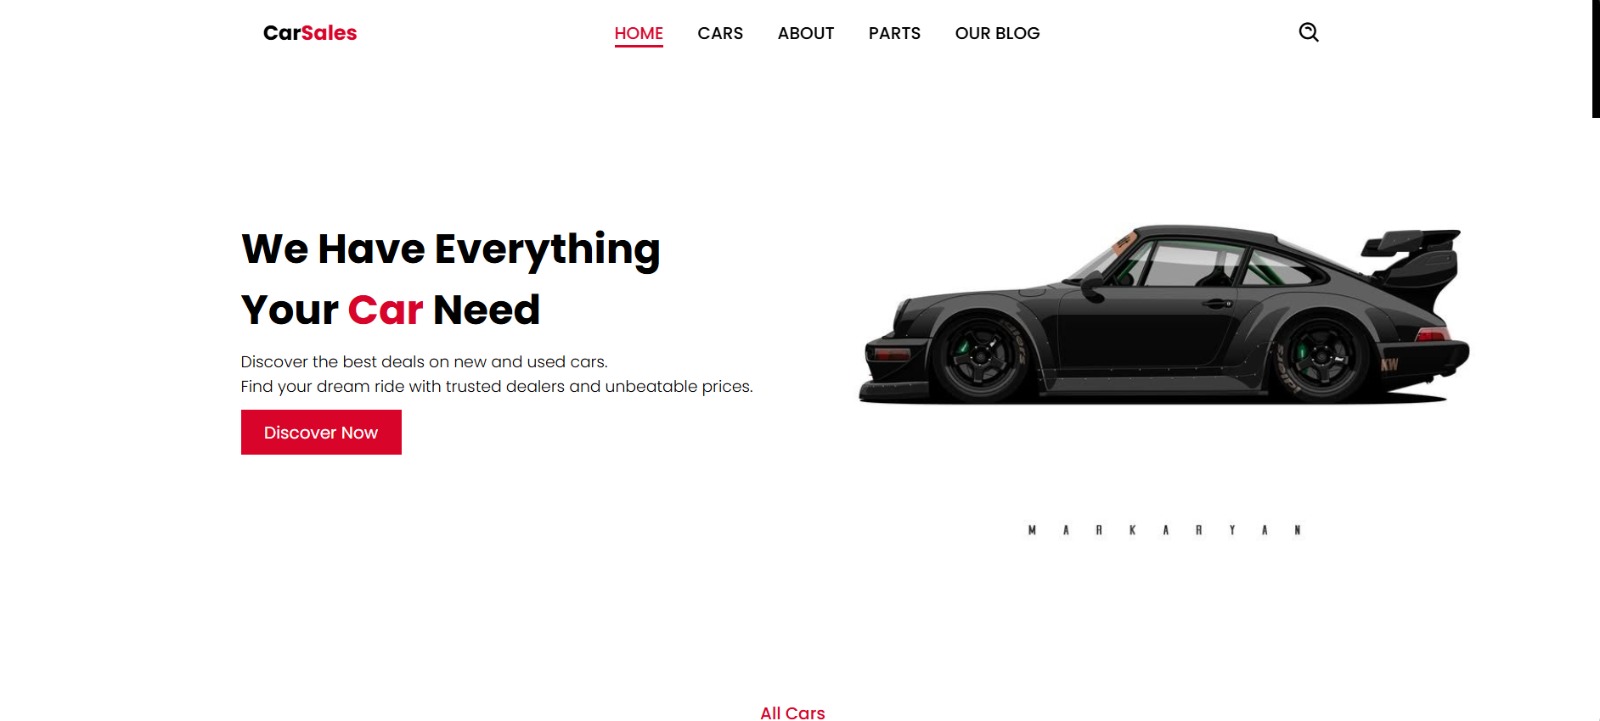 CarSales
HOME CARS ABOUT PARTS OUR BLOG
We Have Everything
Your Car Need
Discover the best deals on new and used cars.
Find your dream ride with trusted dealers and unbeatable prices.
Discover Now
KW
MARKARYAN
All Cars